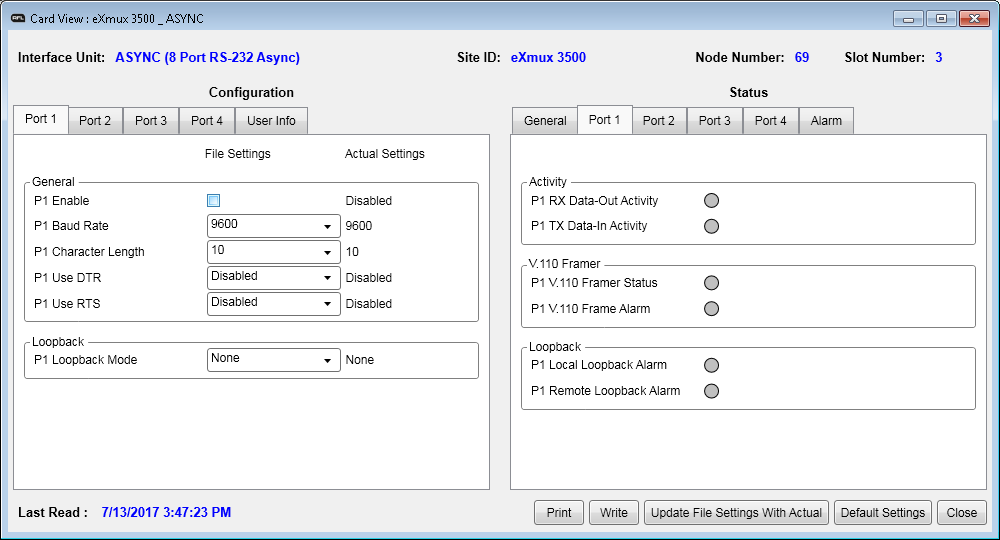 AFL Card View : eXmux 3500 _ ASYNC
Interface Unit: ASYNC (8 Port RS-232 Async) Site ID: eXmux 3500 Node Number: 69 Slot Number: 3
Configuration
Port 1 Port 2 Port 3 Port 4 User Info
File Settings Actual Settings
General
P1 Enable Disabled
P1 Baud Rate 9600 9600
P1 Character Length 10 10
P1 Use DTR Disabled Disabled
P1 Use RTS Disabled Disabled
Loopback
P1 Loopback Mode None None
Status
General Port 1 Port 2 Port 3 Port 4 Alarm
Activity
P1 RX Data-Out Activity
P1 TX Data-In Activity
V.110 Framer
P1 V.110 Framer Status
P1 V.110 Frame Alarm
Loopback
P1 Local Loopback Alarm
P1 Remote Loopback Alarm
Last Read : 7/13/2017 3:47:23 PM Print Write Update File Settings With Actual Default Settings Close